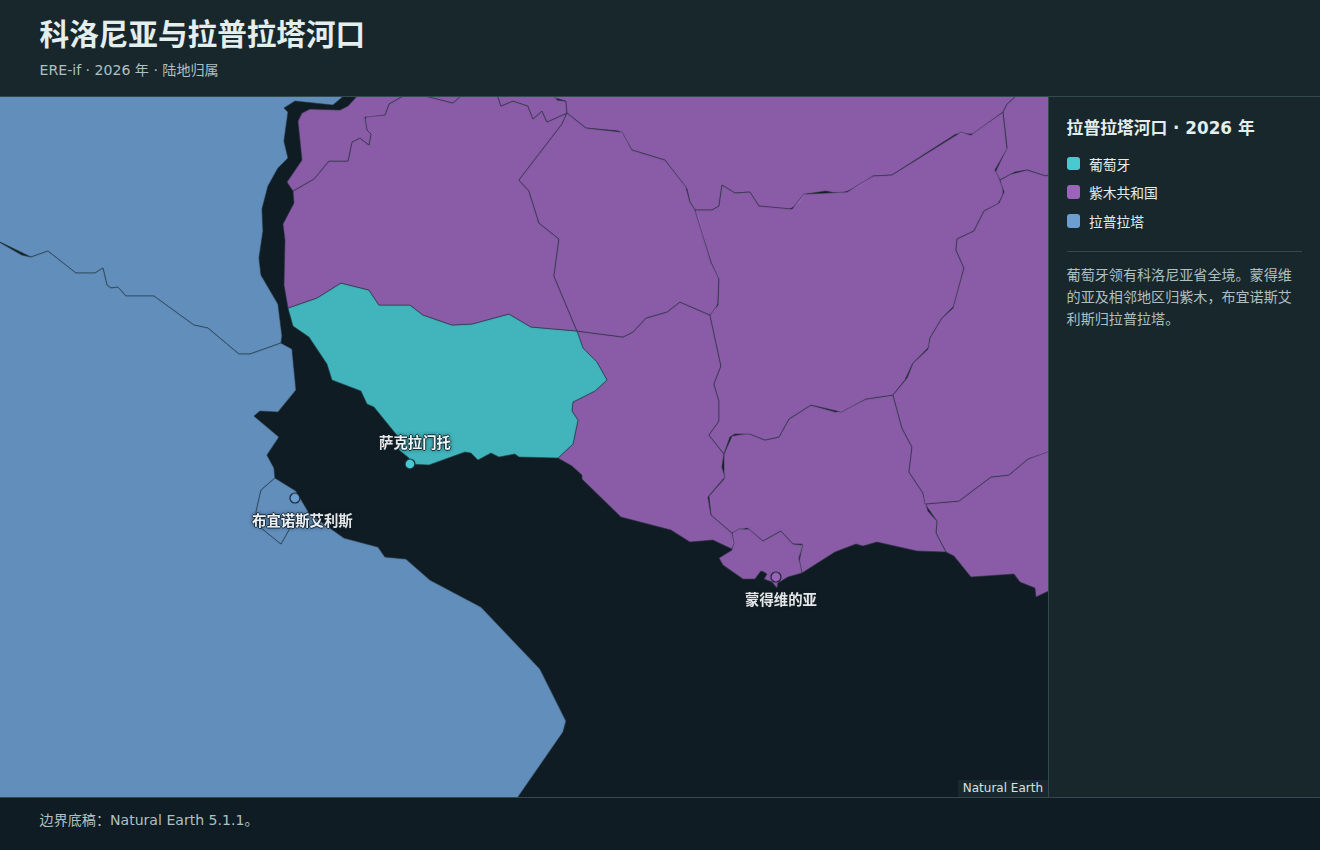 科洛尼亚与拉普拉塔河口
ERE-if · 2026 年 · 陆地归属
拉普拉塔河口 · 2026 年
葡萄牙
紫木共和国
拉普拉塔
葡萄牙领有科洛尼亚省全境。蒙得维
的亚及相邻地区归紫木，布宜诺斯艾
利斯归拉普拉塔。
萨克拉门托
布宜诺斯艾利斯
蒙得维的亚
Natural Earth
边界底稿：Natural Earth 5.1.1。